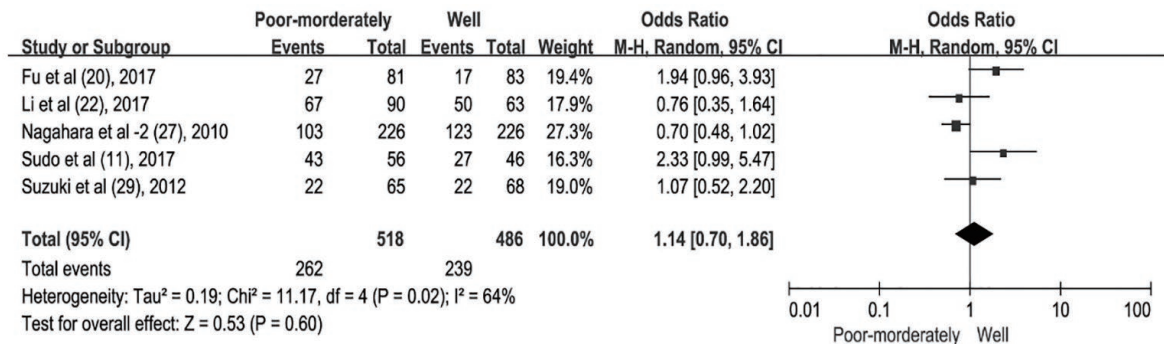 Poor-morderately Well Odds Ratio Odds Ratio
Study or Subgroup Events Total Events Total Weight M-H, Random, 95% CI M-H, Random, 95% CI
Fu et al (20), 2017 27 81 17 83 19.4% 1.94 [0.96, 3.93]
Li et al (22), 2017 67 90 50 63 17.9% 0.76 [0.35, 1.64]
Nagahara et al -2 (27), 2010 103 226 123 226 27.3% 0.70 [0.48, 1.02]
Sudo et al (11), 2017 43 56 27 46 16.3% 2.33 [0.99, 5.47]
Suzuki et al (29), 2012 22 65 22 68 19.0% 1.07 [0.52, 2.20]
Total (95% CI) 518 486 100.0% 1.14 [0.70, 1.86]
Total events 262 239
Heterogeneity: Tau² = 0.19; Chi² = 11.17, df = 4 (P = 0.02); I² = 64%
Test for overall effect: Z = 0.53 (P = 0.60)
0.01 0.1 1 10 100
Poor-morderately Well